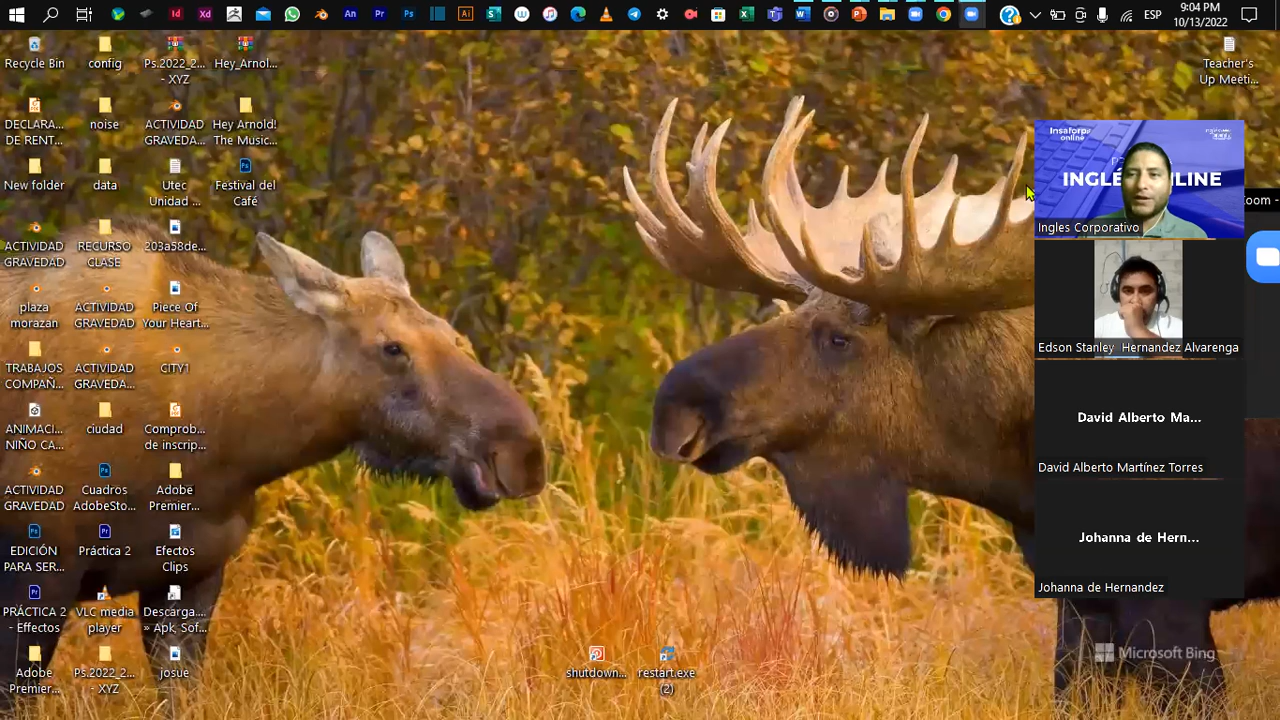 ESP
9:04 PM
10/13/2022
Recycle Bin
config
Ps.2022_2...
- XYZ
Hey_Arnol...
Teacher's
Up Meeti...
DECLARA...
DE RENT...
noise
ACTIVIDAD
GRAVEDA...
Hey Arnold!
The Music...
New folder
data
Utec
Unidad ...
Festival del
Café
ACTIVIDAD
GRAVEDAD
RECURSO
CLASE
203a58de...
plaza
morazan
ACTIVIDAD
GRAVEDAD
Piece Of
Your Heart...
TRABAJOS
COMPAÑ...
ACTIVIDAD
GRAVEDA...
CITY1
ANIMACI...
NIÑO CA...
ciudad
Comprob...
de inscrip...
ACTIVIDAD
GRAVEDAD
Cuadros
AdobeSto...
Adobe
Premier...
EDICIÓN
PARA SER...
Práctica 2
Efectos
Clips
PRÁCTICA 2
- Efectos
VLC media
player
Descarga...
» Apk, Sof...
Adobe
Premier...
Ps.2022_2...
- XYZ
josue
shutdown...
restart.exe
(2)
Insaforp
online
INGLÉ
LINE
Ingles Corporativo
Zoom -
Edson Stanley Hernandez Alvarenga
David Alberto Ma...
David Alberto Martínez Torres
Johanna de Hern...
Johanna de Hernandez
Microsoft Bing